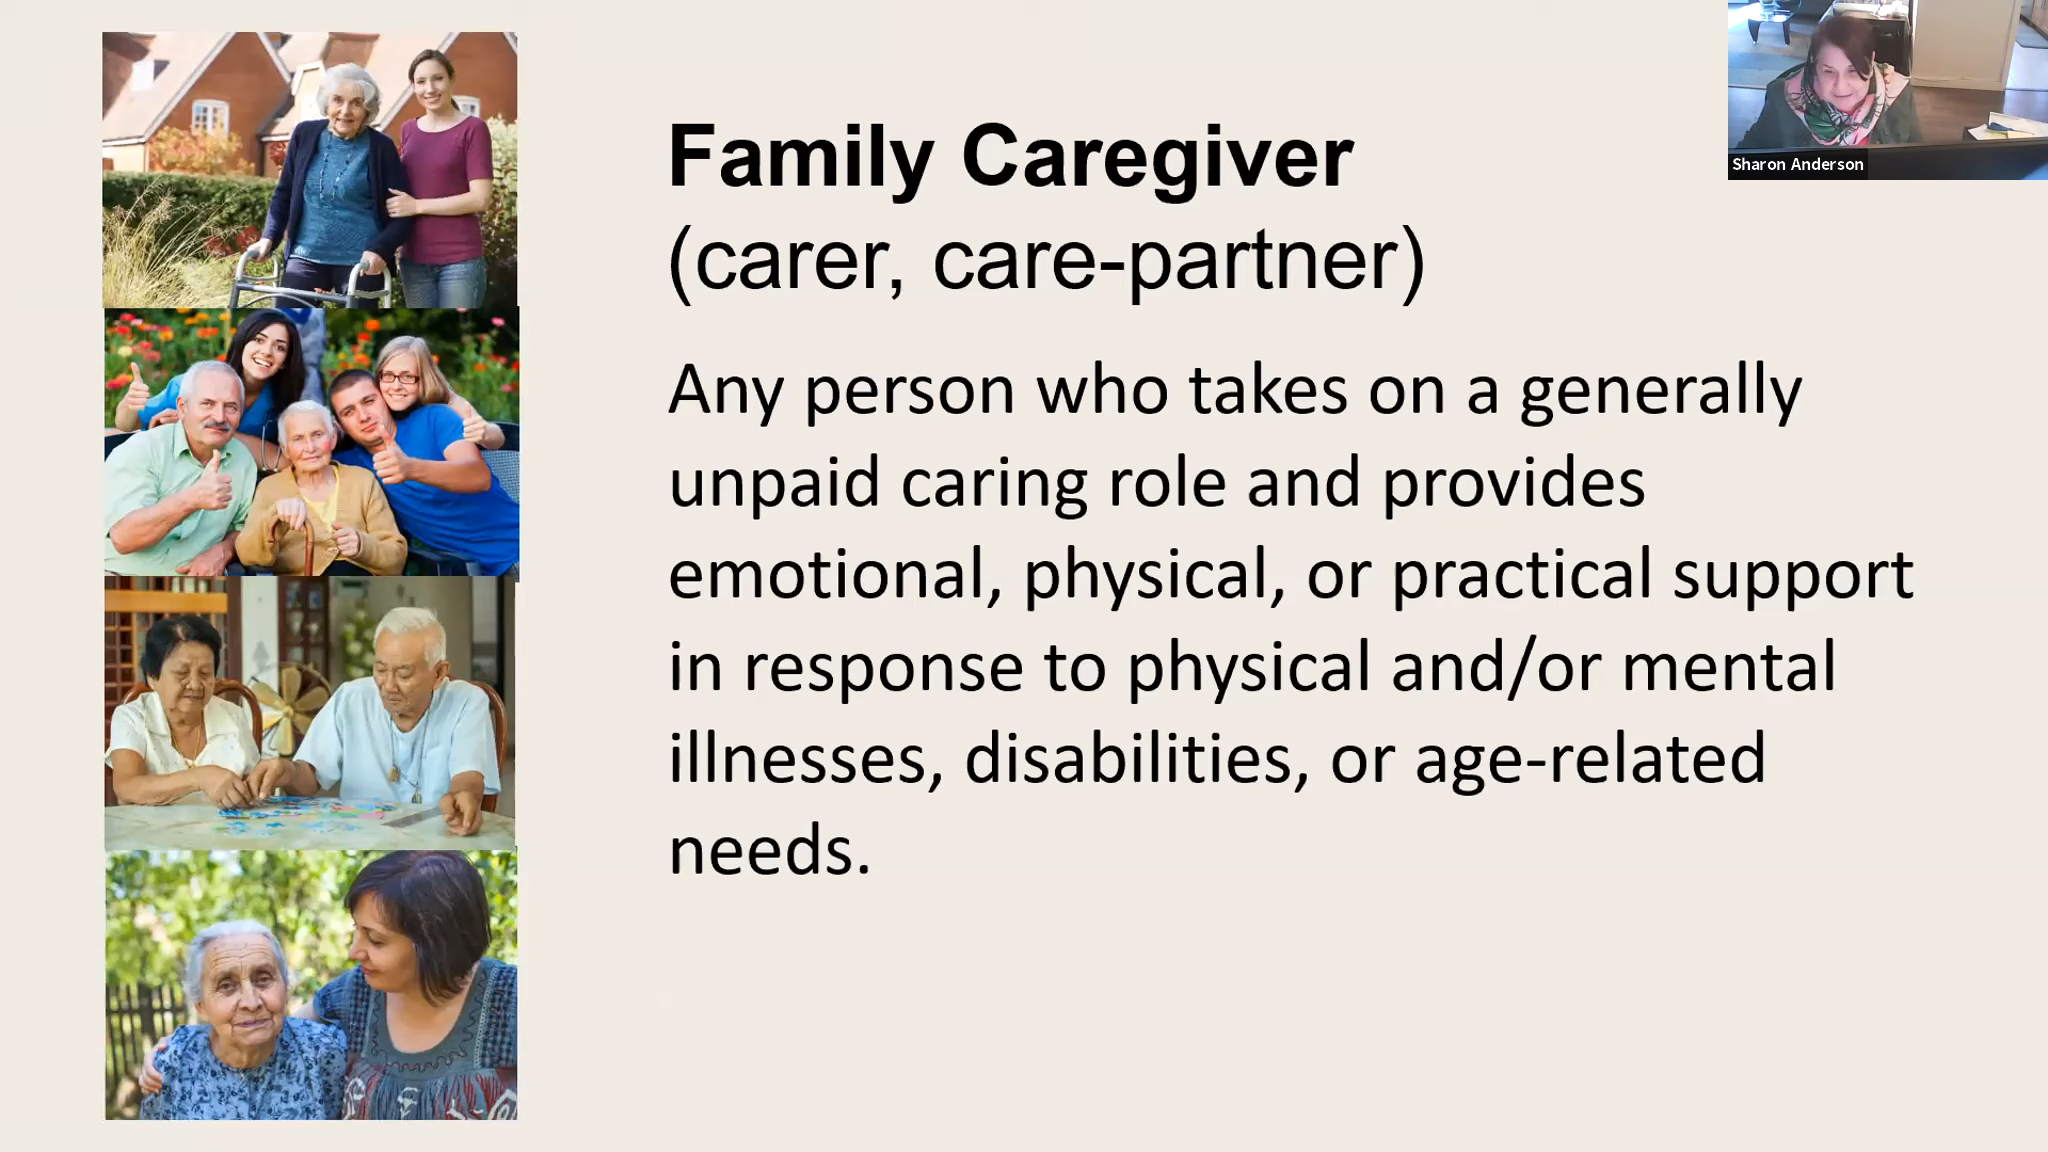 Family Caregiver
(carer, care-partner)
Any person who takes on a generally
unpaid caring role and provides
emotional, physical, or practical support
in response to physical and/or mental
illnesses, disabilities, or age-related
needs.
Sharon Anderson